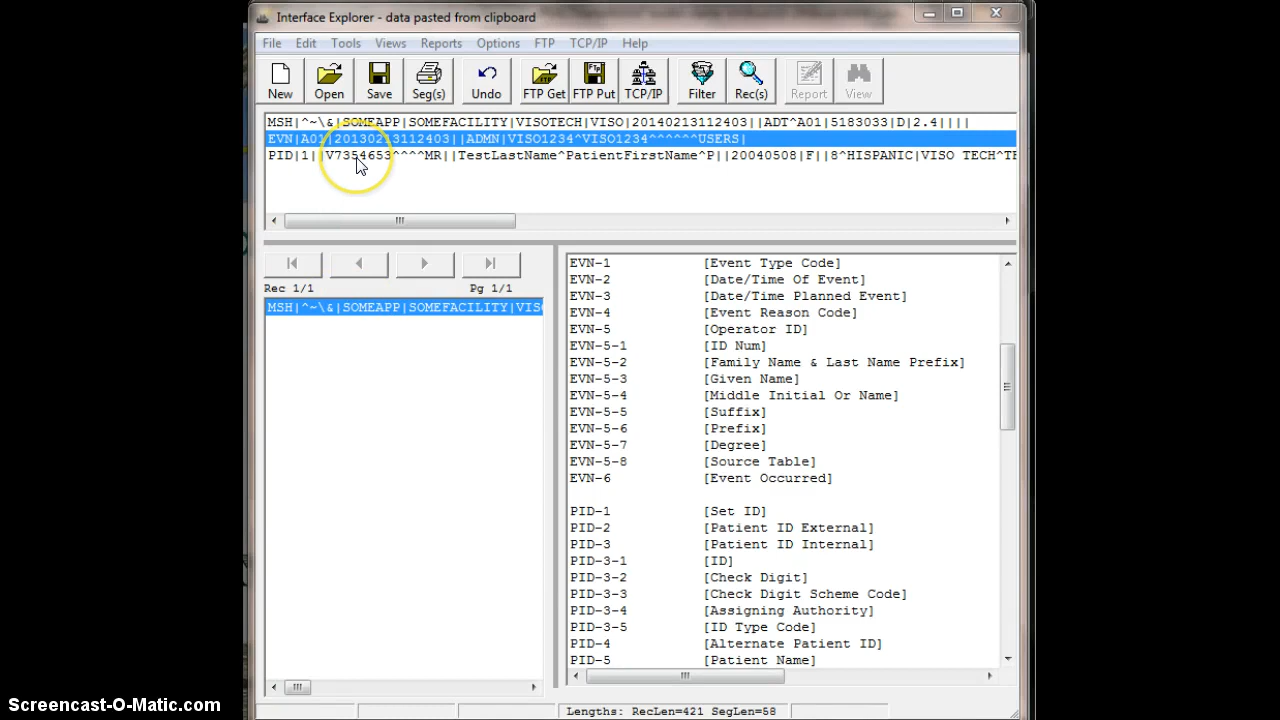 Interface Explorer - data pasted from clipboard
File Edit Tools Views Reports Options FTP TCP/IP Help
New Open Save Seg(s) Undo FTP Get FTP Put TCP/IP Filter Rec(s) Report View
MSH|^~\&|SOMEAPP|SOMEFACILITY|VISOTECH|VISO|20140213112403||ADT^A01|5183033|D|2.4||||
EVN|A01|20130213112403||ADMN|VISO1234^VISO1234^^^^^^USERS|
PID|1||V7354653^^^^MR||TestLastName^PatientFirstName^P||20040508|F||8^HISPANIC|VISO TECH^TH
Rec 1/1 Pg 1/1
MSH|^~\&|SOMEAPP|SOMEFACILITY|VISO
EVN-1 [Event Type Code]
EVN-2 [Date/Time Of Event]
EVN-3 [Date/Time Planned Event]
EVN-4 [Event Reason Code]
EVN-5 [Operator ID]
EVN-5-1 [ID Num]
EVN-5-2 [Family Name & Last Name Prefix]
EVN-5-3 [Given Name]
EVN-5-4 [Middle Initial Or Name]
EVN-5-5 [Suffix]
EVN-5-6 [Prefix]
EVN-5-7 [Degree]
EVN-5-8 [Source Table]
EVN-6 [Event Occurred]
PID-1 [Set ID]
PID-2 [Patient ID External]
PID-3 [Patient ID Internal]
PID-3-1 [ID]
PID-3-2 [Check Digit]
PID-3-3 [Check Digit Scheme Code]
PID-3-4 [Assigning Authority]
PID-3-5 [ID Type Code]
PID-4 [Alternate Patient ID]
PID-5 [Patient Name]
Lengths: RecLen=421 SegLen=58
Screencast-O-Matic.com